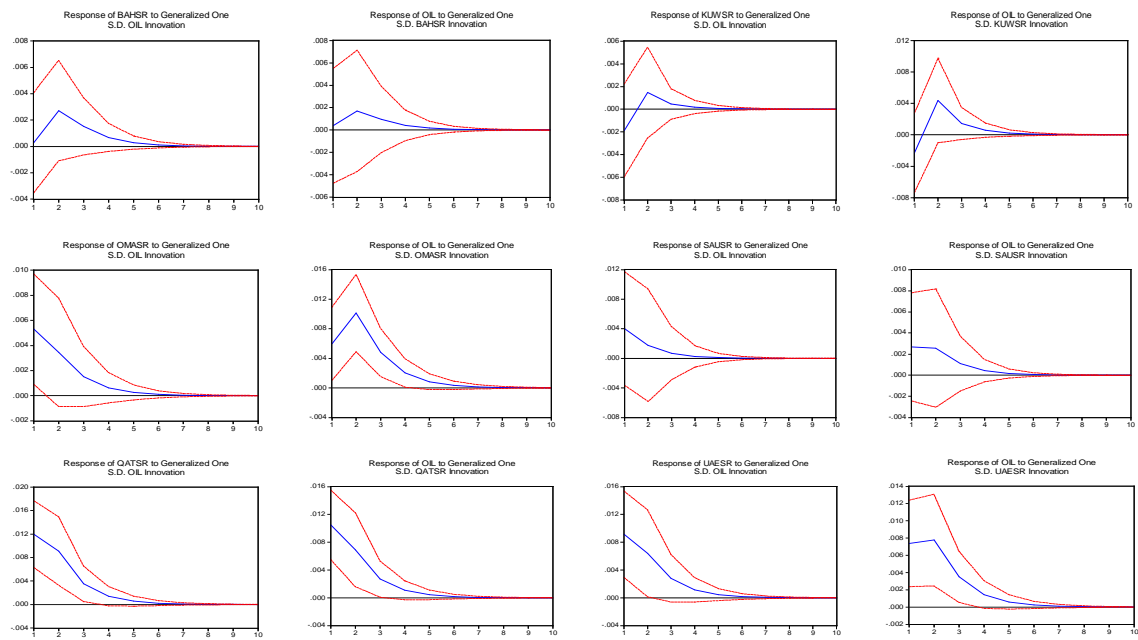 Response of BAHSR to Generalized One
S.D. OIL Innovation
.008
.006
.004
.002
.000
-.002
-.004
1 2 3 4 5 6 7 8 9 10
Response of OIL to Generalized One
S.D. BAHSR Innovation
.008
.006
.004
.002
.000
-.002
-.004
-.006
1 2 3 4 5 6 7 8 9 10
Response of KUWSR to Generalized One
S.D. OIL Innovation
.006
.004
.002
.000
-.002
-.004
-.006
-.008
1 2 3 4 5 6 7 8 9 10
Response of OIL to Generalized One
S.D. KUWSR Innovation
.012
.008
.004
.000
-.004
-.008
1 2 3 4 5 6 7 8 9 10
Response of OMASR to Generalized One
S.D. OIL Innovation
.010
.008
.006
.004
.002
.000
-.002
1 2 3 4 5 6 7 8 9 10
Response of OIL to Generalized One
S.D. OMASR Innovation
.016
.012
.008
.004
.000
-.004
1 2 3 4 5 6 7 8 9 10
Response of SAUSR to Generalized One
S.D. OIL Innovation
.012
.008
.004
.000
-.004
-.008
1 2 3 4 5 6 7 8 9 10
Response of OIL to Generalized One
S.D. SAUSR Innovation
.010
.008
.006
.004
.002
.000
-.002
-.004
1 2 3 4 5 6 7 8 9 10
Response of QATSR to Generalized One
S.D. OIL Innovation
.020
.016
.012
.008
.004
.000
-.004
1 2 3 4 5 6 7 8 9 10
Response of OIL to Generalized One
S.D. QATSR Innovation
.016
.012
.008
.004
.000
-.004
1 2 3 4 5 6 7 8 9 10
Response of UAESR to Generalized One
S.D. OIL Innovation
.016
.012
.008
.004
.000
-.004
1 2 3 4 5 6 7 8 9 10
Response of OIL to Generalized One
S.D. UAESR Innovation
.014
.012
.010
.008
.006
.004
.002
.000
-.002
1 2 3 4 5 6 7 8 9 10